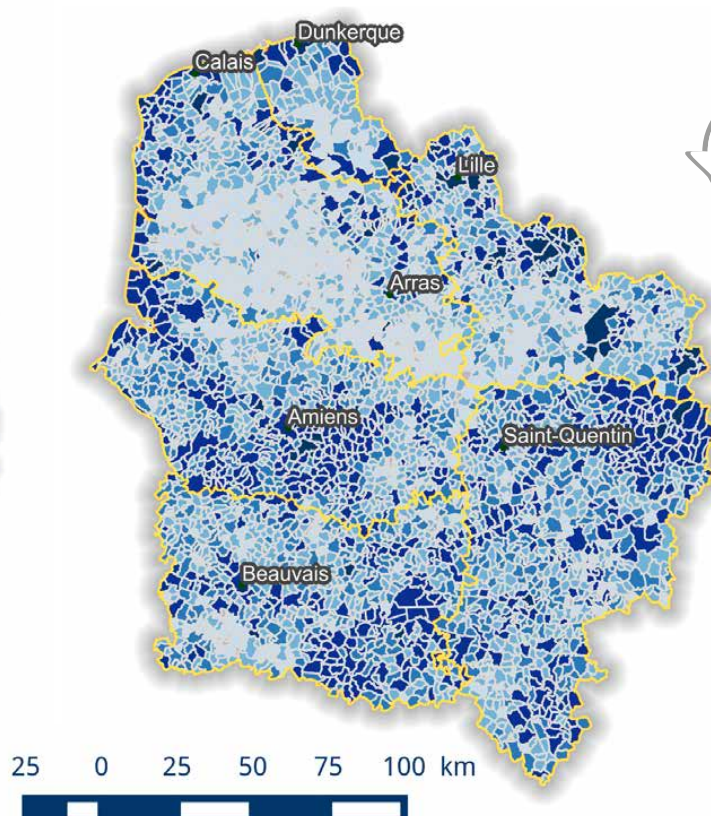 Dunkerque
Calais
Lille
Arras
Amiens
Saint-Quentin
Beauvais
25 0 25 50 75 100 km